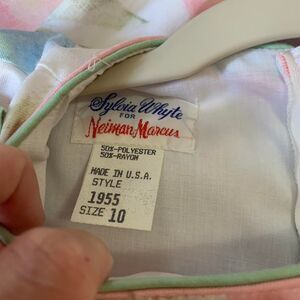 Sylvia Whyte
FOR
Neiman-Marcus
50%-POLYESTER
50%-RAYON
MADE IN U.S.A.
STYLE
1955
SIZE 10